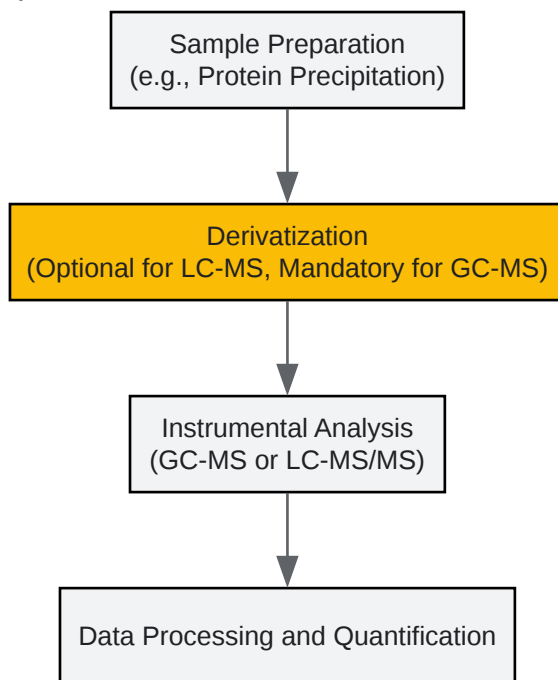 Sample Preparation
(e.g., Protein Precipitation)
Derivatization
(Optional for LC-MS, Mandatory for GC-MS)
Instrumental Analysis
(GC-MS or LC-MS/MS)
Data Processing and Quantification